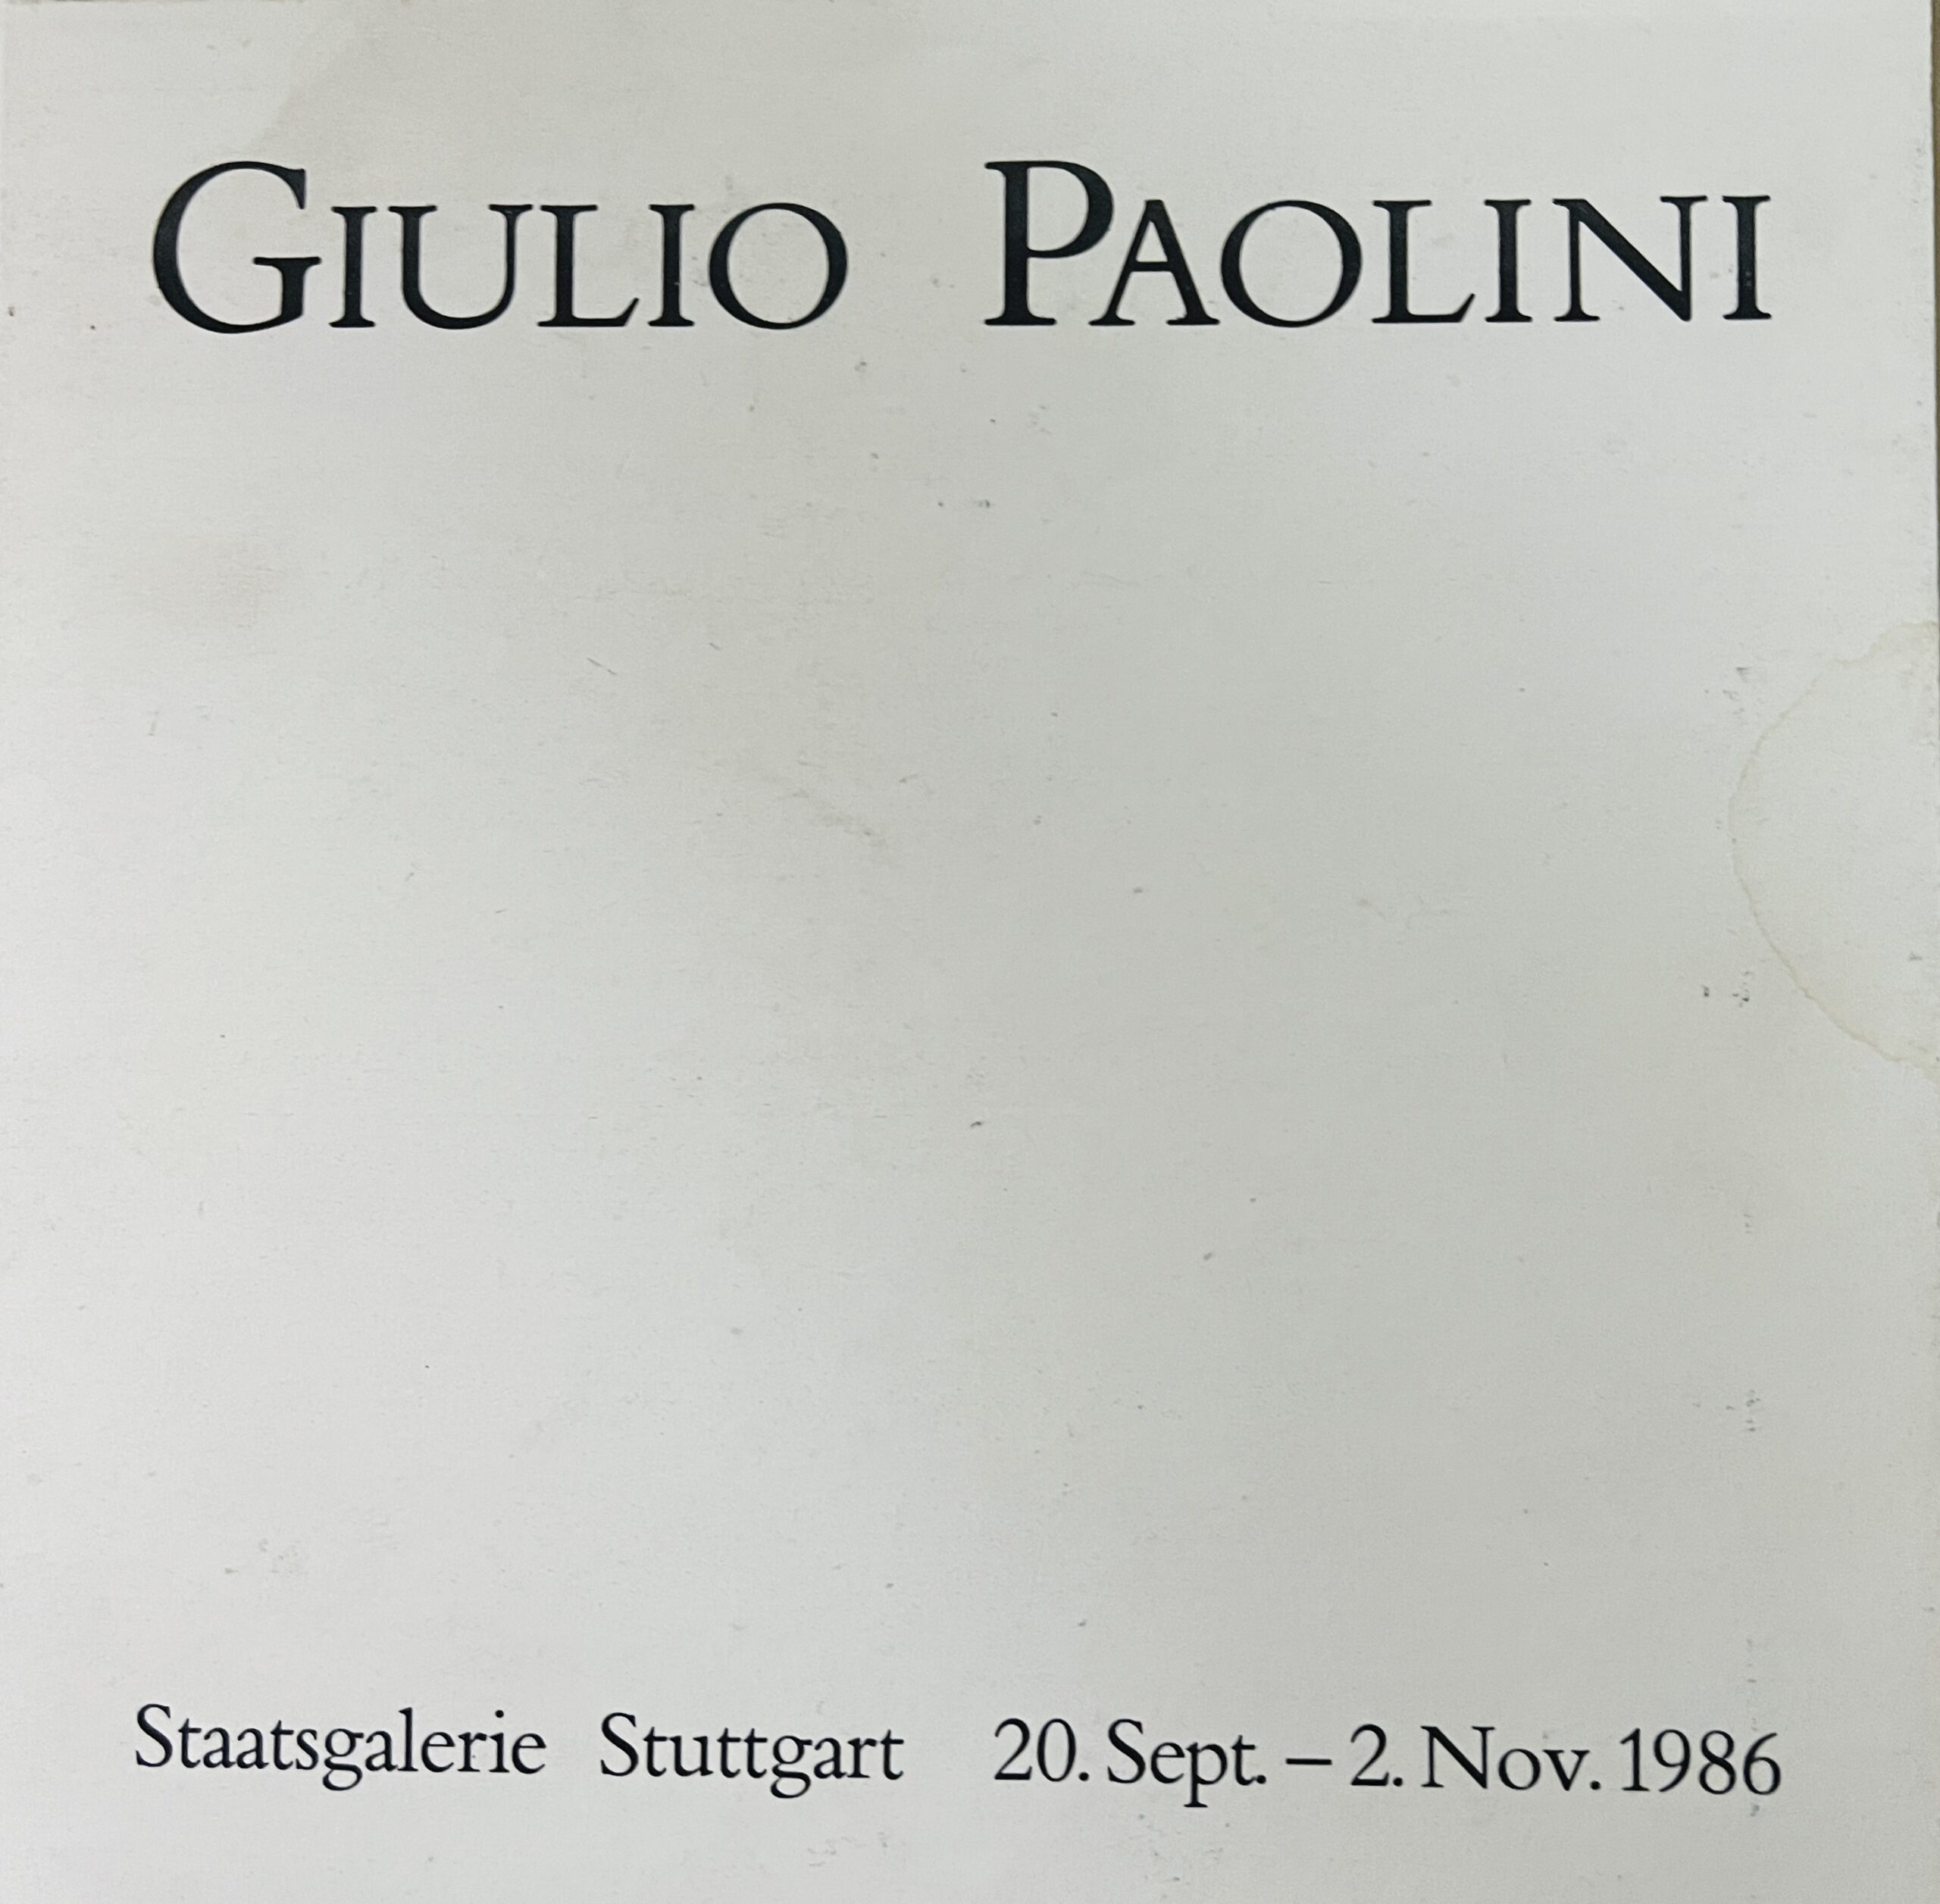 GIULIO PAOLINI
Staatsgalerie Stuttgart 20. Sept. – 2. Nov. 1986